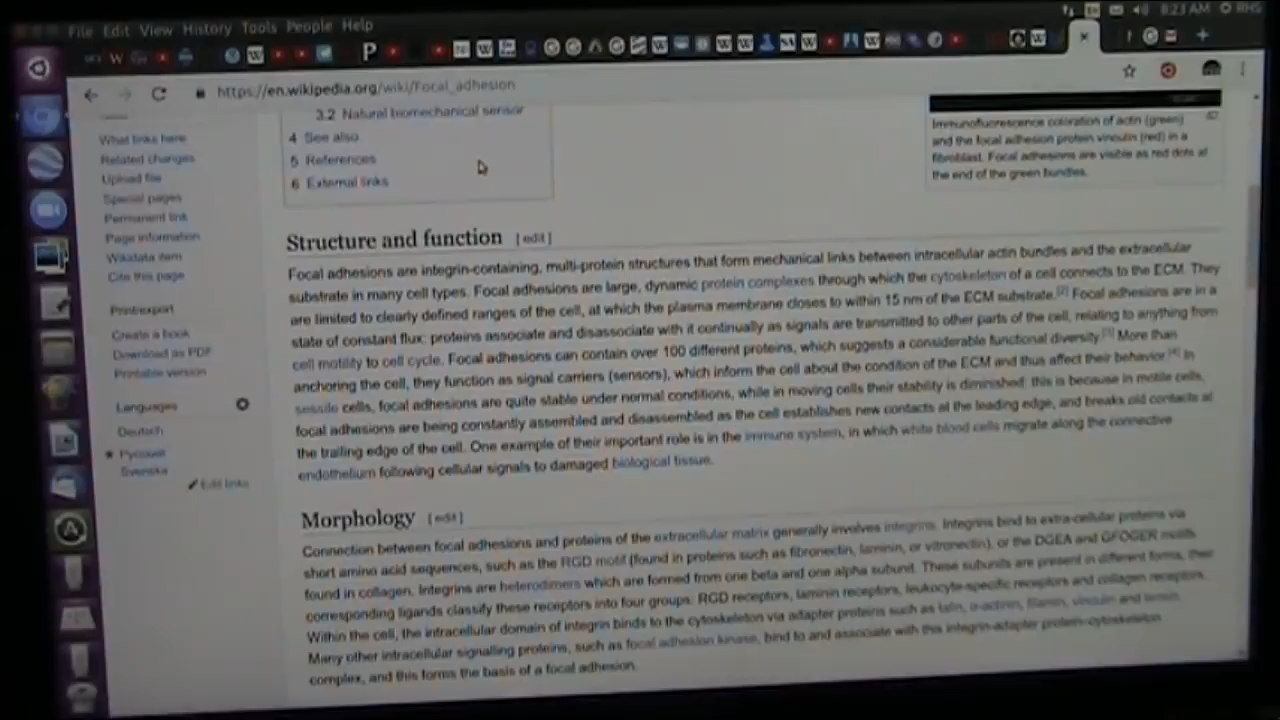 File Edit View History Tools People Help
8:23 AM
https://en.wikipedia.org/wiki/Focal_adhesion
What links here
Related changes
Upload file
Special pages
Permanent link
Page information
Wikidata item
Cite this page
Print/export
Create a book
Download as PDF
Printable version
Languages
Deutsch
Русский
Svenska
Edit links
3.2 Natural biomechanical sensor
4 See also
5 References
6 External links
Immunofluorescence coloration of actin (green)
and the focal adhesion protein vinculin (red) in a
fibroblast. Focal adhesions are visible as red dots at
the end of the green bundles.
Structure and function [ edit ]
Focal adhesions are integrin-containing, multi-protein structures that form mechanical links between intracellular actin bundles and the extracellular
substrate in many cell types. Focal adhesions are large, dynamic protein complexes through which the cytoskeleton of a cell connects to the ECM. They
are limited to clearly defined ranges of the cell, at which the plasma membrane closes to within 15 nm of the ECM substrate.[2] Focal adhesions are in a
state of constant flux: proteins associate and disassociate with it continually as signals are transmitted to other parts of the cell, relating to anything from
cell motility to cell cycle. Focal adhesions can contain over 100 different proteins, which suggests a considerable functional diversity.[3] More than
anchoring the cell, they function as signal carriers (sensors), which inform the cell about the condition of the ECM and thus affect their behavior.[4] In
sessile cells, focal adhesions are quite stable under normal conditions, while in moving cells their stability is diminished: this is because in motile cells,
focal adhesions are being constantly assembled and disassembled as the cell establishes new contacts at the leading edge, and breaks old contacts at
the trailing edge of the cell. One example of their important role is in the immune system, in which white blood cells migrate along the connective
endothelium following cellular signals to damaged biological tissue.
Morphology [ edit ]
Connection between focal adhesions and proteins of the extracellular matrix generally involves integrins. Integrins bind to extra-cellular proteins via
short amino acid sequences, such as the RGD motif (found in proteins such as fibronectin, laminin, or vitronectin), or the DGEA and GFOGER motifs
found in collagen. Integrins are heterodimers which are formed from one beta and one alpha subunit. These subunits are present in different forms, their
corresponding ligands classify these receptors into four groups: RGD receptors, laminin receptors, leukocyte-specific receptors and collagen receptors.
Within the cell, the intracellular domain of integrin binds to the cytoskeleton via adapter proteins such as talin, α-actinin, filamin, vinculin and tensin.
Many other intracellular signalling proteins, such as focal adhesion kinase, bind to and associate with this integrin-adapter protein–cytoskeleton
complex, and this forms the basis of a focal adhesion.